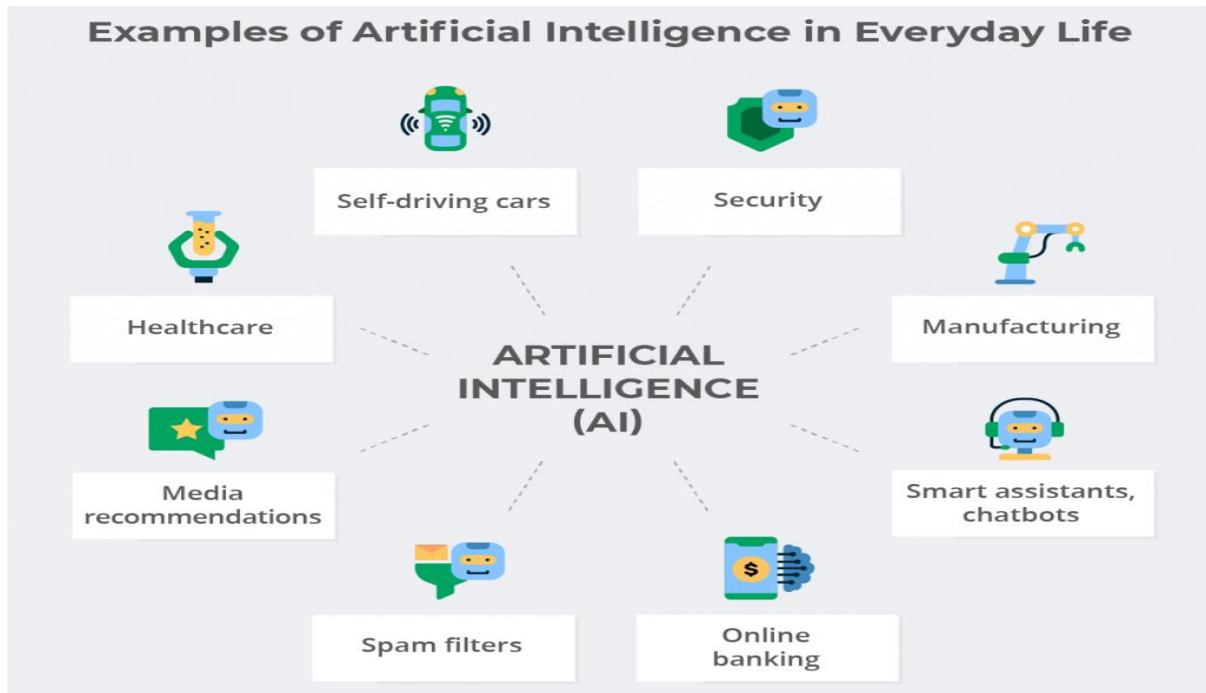 Examples of Artificial Intelligence in Everyday Life
Self-driving cars
Security
Healthcare
Manufacturing
ARTIFICIAL
INTELLIGENCE
(AI)
Media
recommendations
Smart assistants,
chatbots
Spam filters
Online
banking
$